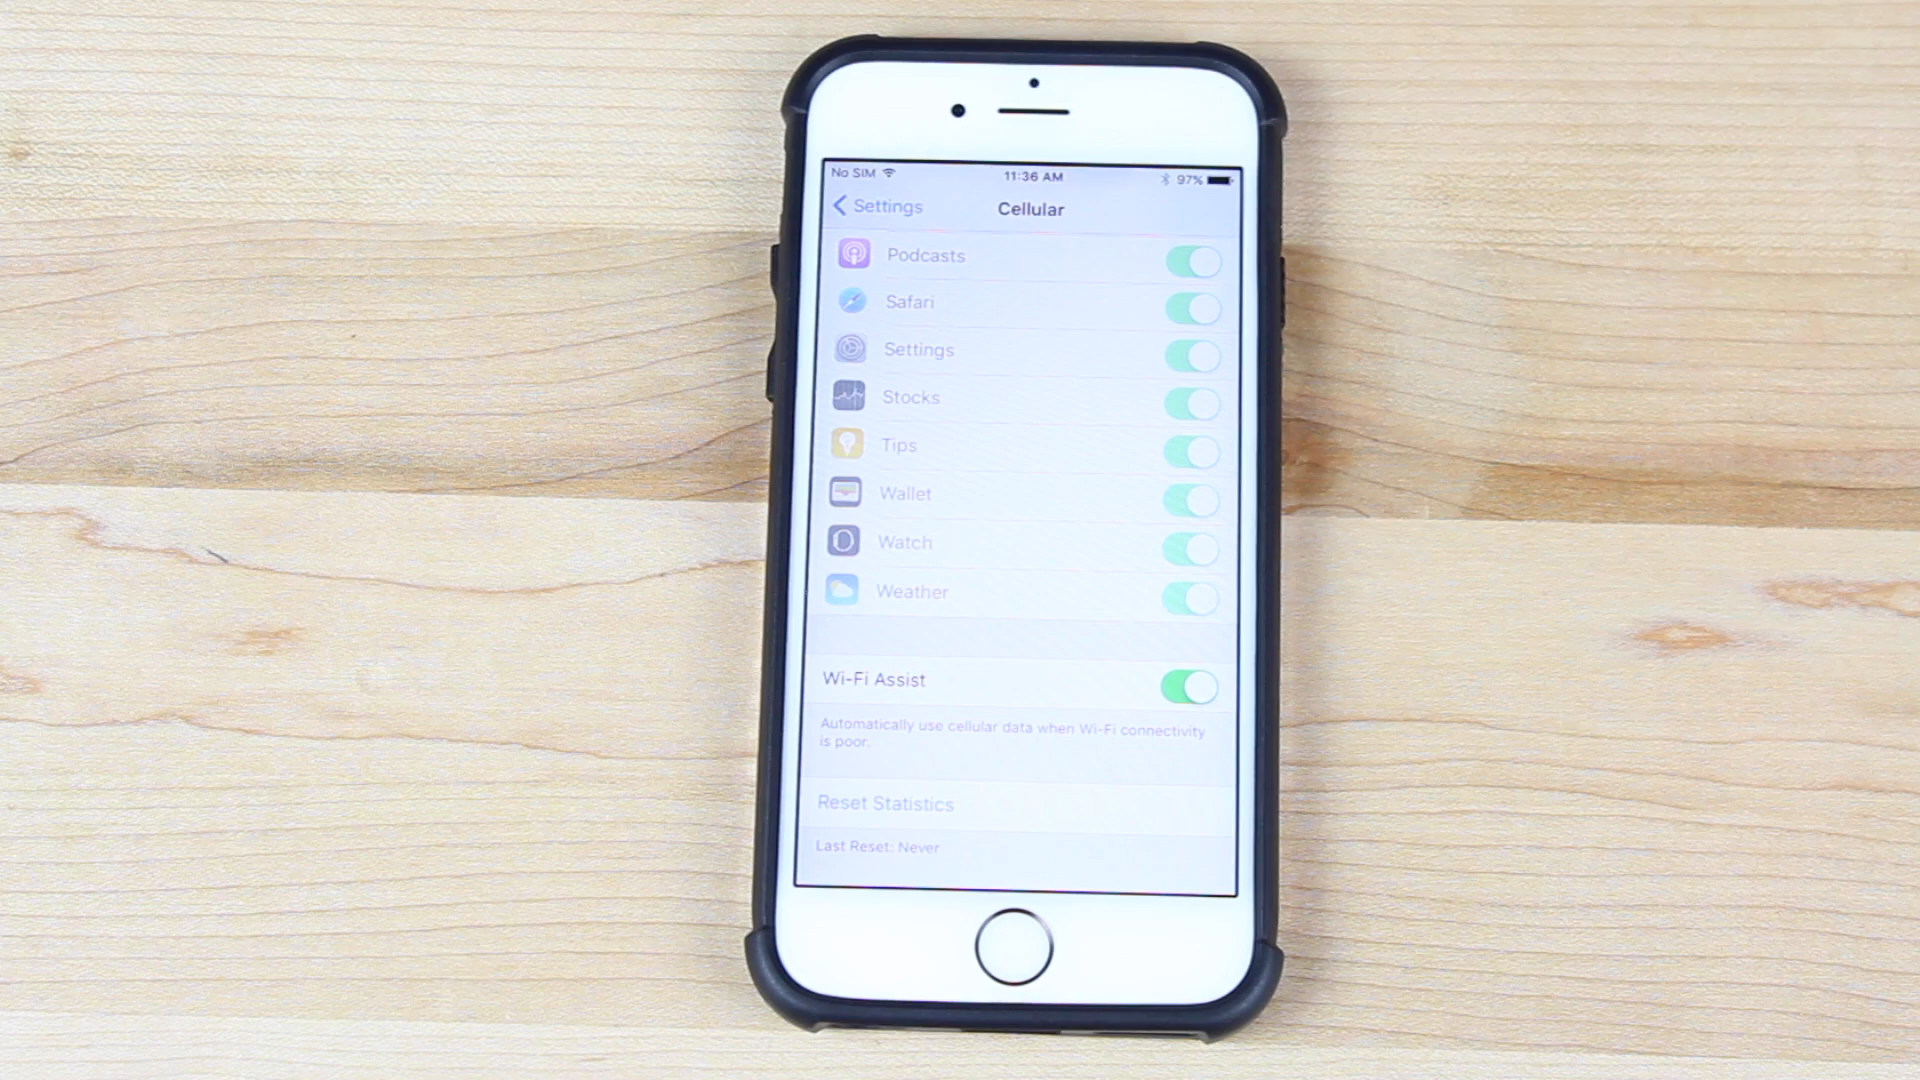 No SIM 11:36 AM 97%
Settings Cellular
Podcasts
Safari
Settings
Stocks
Tips
Wallet
Watch
Weather
Wi-Fi Assist
Automatically use cellular data when Wi-Fi connectivity
is poor.
Reset Statistics
Last Reset: Never